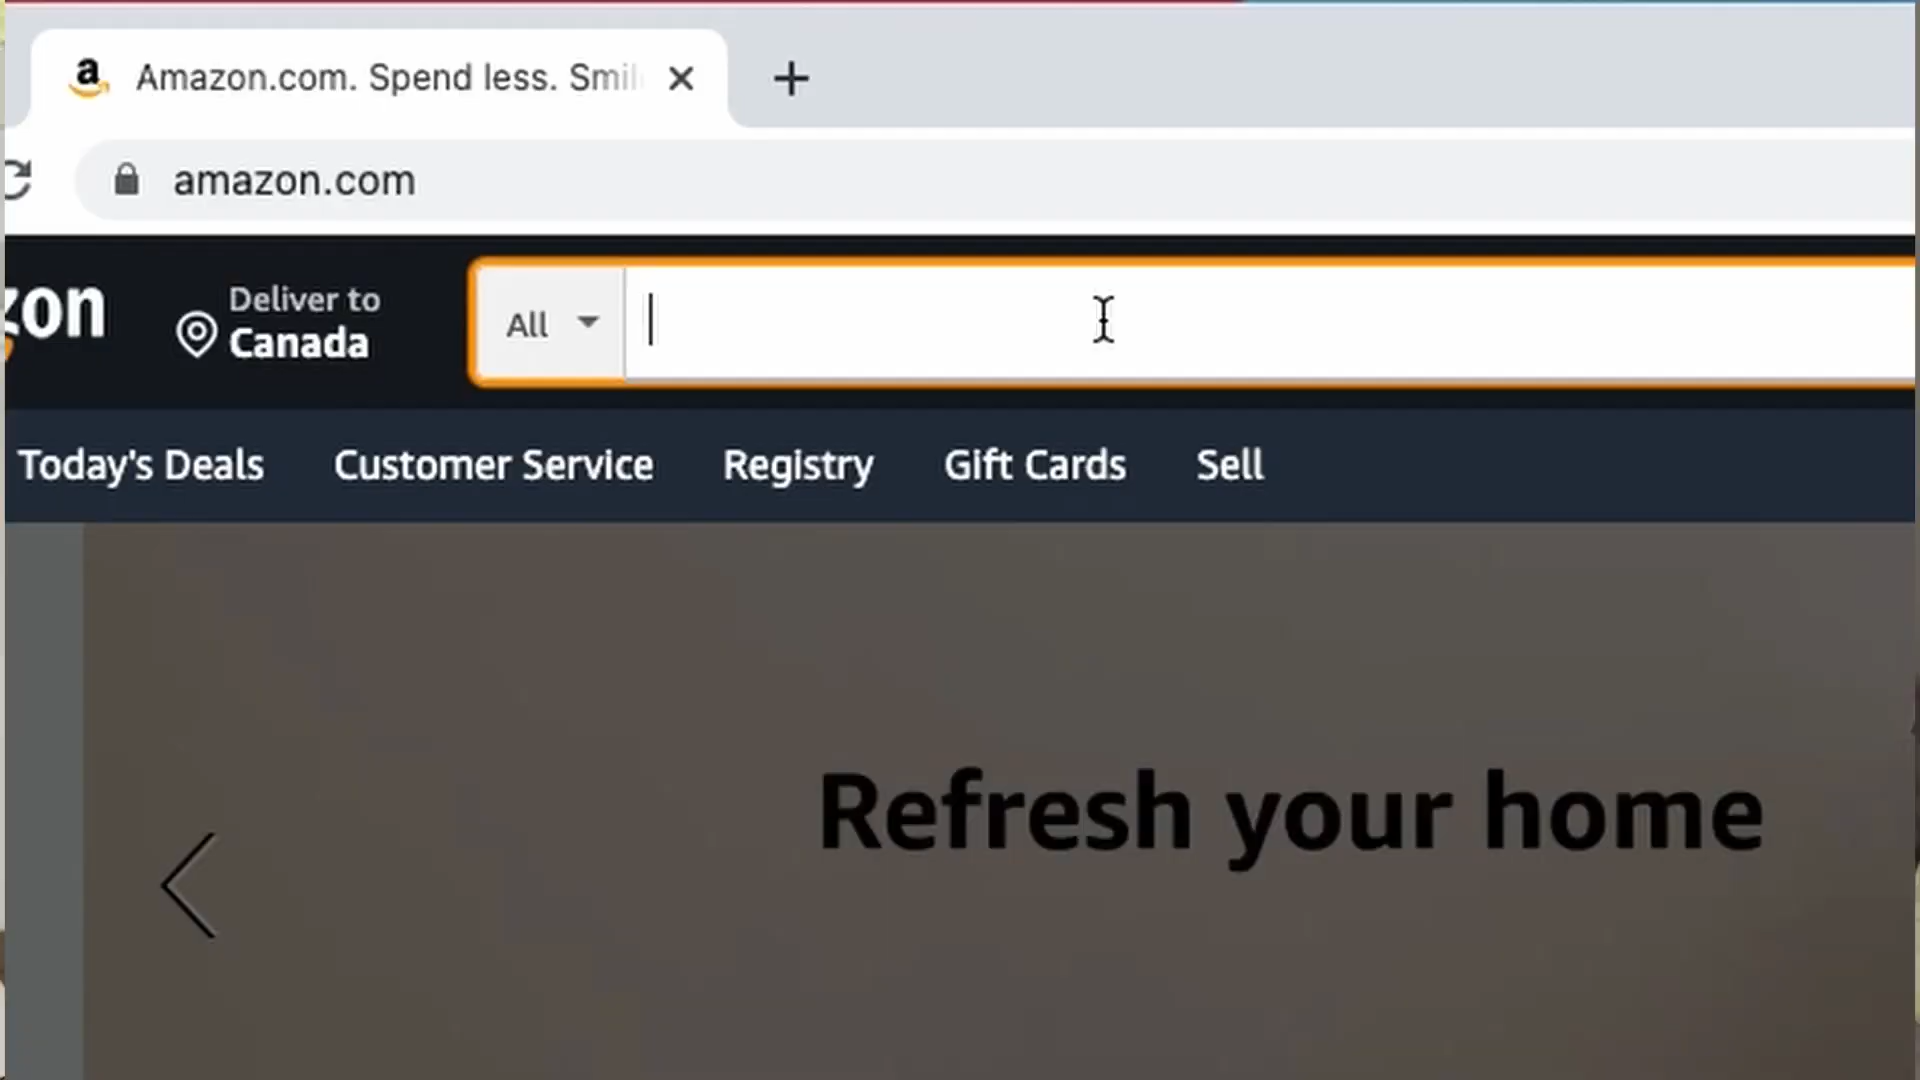 a Amazon.com. Spend less. Smil
amazon.com
zon
Deliver to
Canada
All
Today's Deals Customer Service Registry Gift Cards Sell
Refresh your home